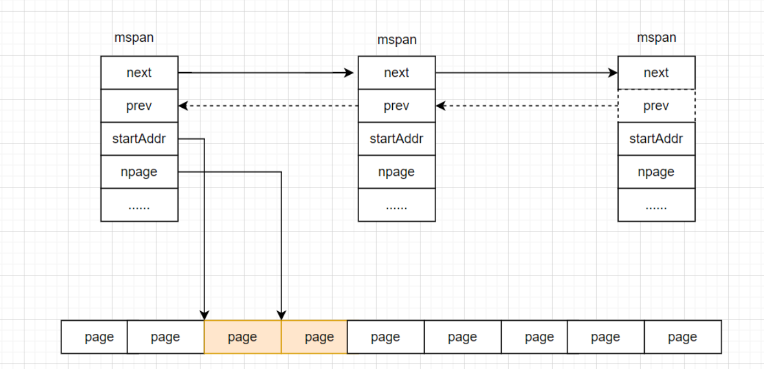 mspan mspan mspan
next next next
prev prev prev
startAddr startAddr startAddr
npage npage npage
...... ...... ......
page page page page page page page page page